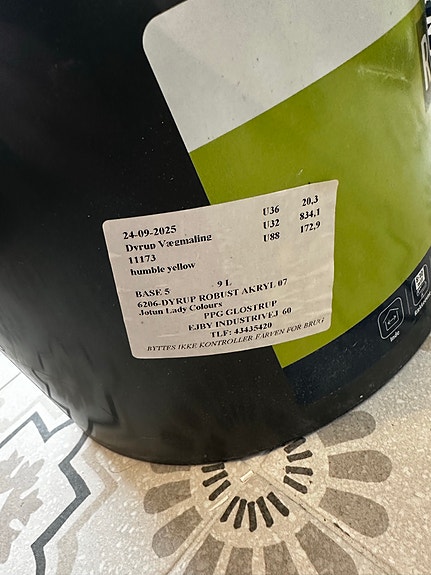 24-09-2025
Dyrup Vægmaling
11173
humble yellow
U36 20,3
U32 834,1
U88 172,9
BASE 5 9 L
6206-DYRUP ROBUST AKRYL 07
Jotun Lady Colours
PPG GLOSTRUP
EJBY INDUSTRIVEJ 60
TLF: 43435420
BYTTES IKKE KONTROLLER FARVEN FØR BRUG